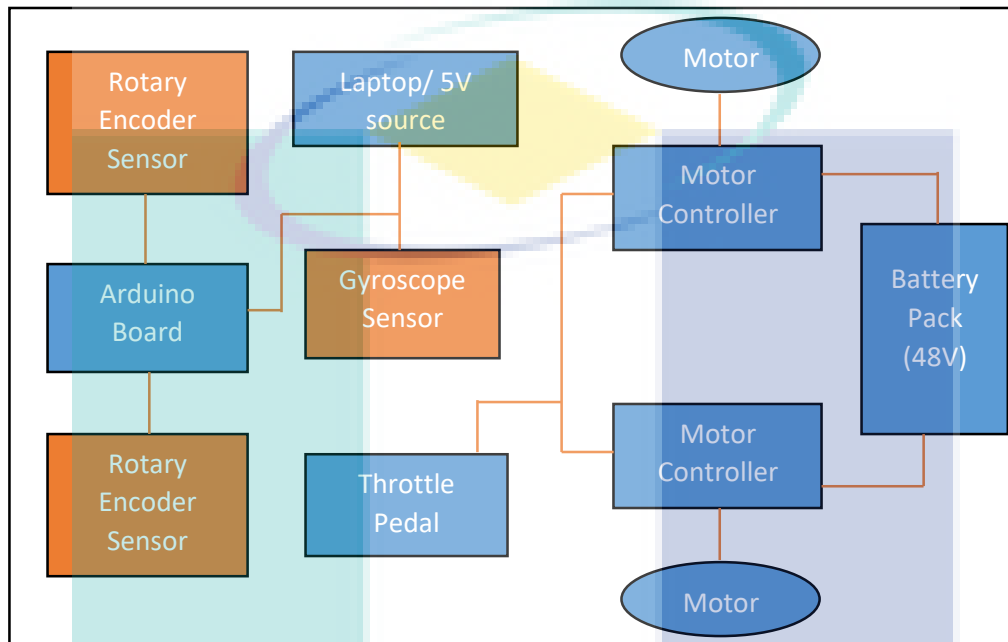 Rotary
Encoder
Sensor
Laptop/ 5V
source
Motor
Motor
Controller
Arduino
Board
Gyroscope
Sensor
Battery
Pack
(48V)
Rotary
Encoder
Sensor
Throttle
Pedal
Motor
Controller
Motor